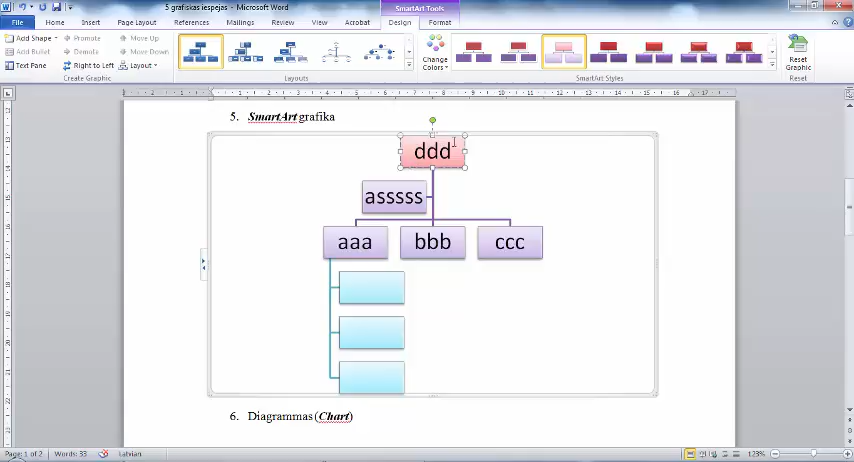 5 grafiskas iespejas - Microsoft Word
SmartArt Tools
File Home Insert Page Layout References Mailings Review View Acrobat Design Format
Add Shape Promote Move Up
Add Bullet Demote Move Down
Text Pane Right to Left Layout
Change Colors
Reset Graphic
Create Graphic Layouts SmartArt Styles Reset
5. SmartArt grafika
ddd
asssss
aaa bbb ccc
6. Diagrammas (Chart)
Page: 1 of 2 Words: 33 Latvian 123%